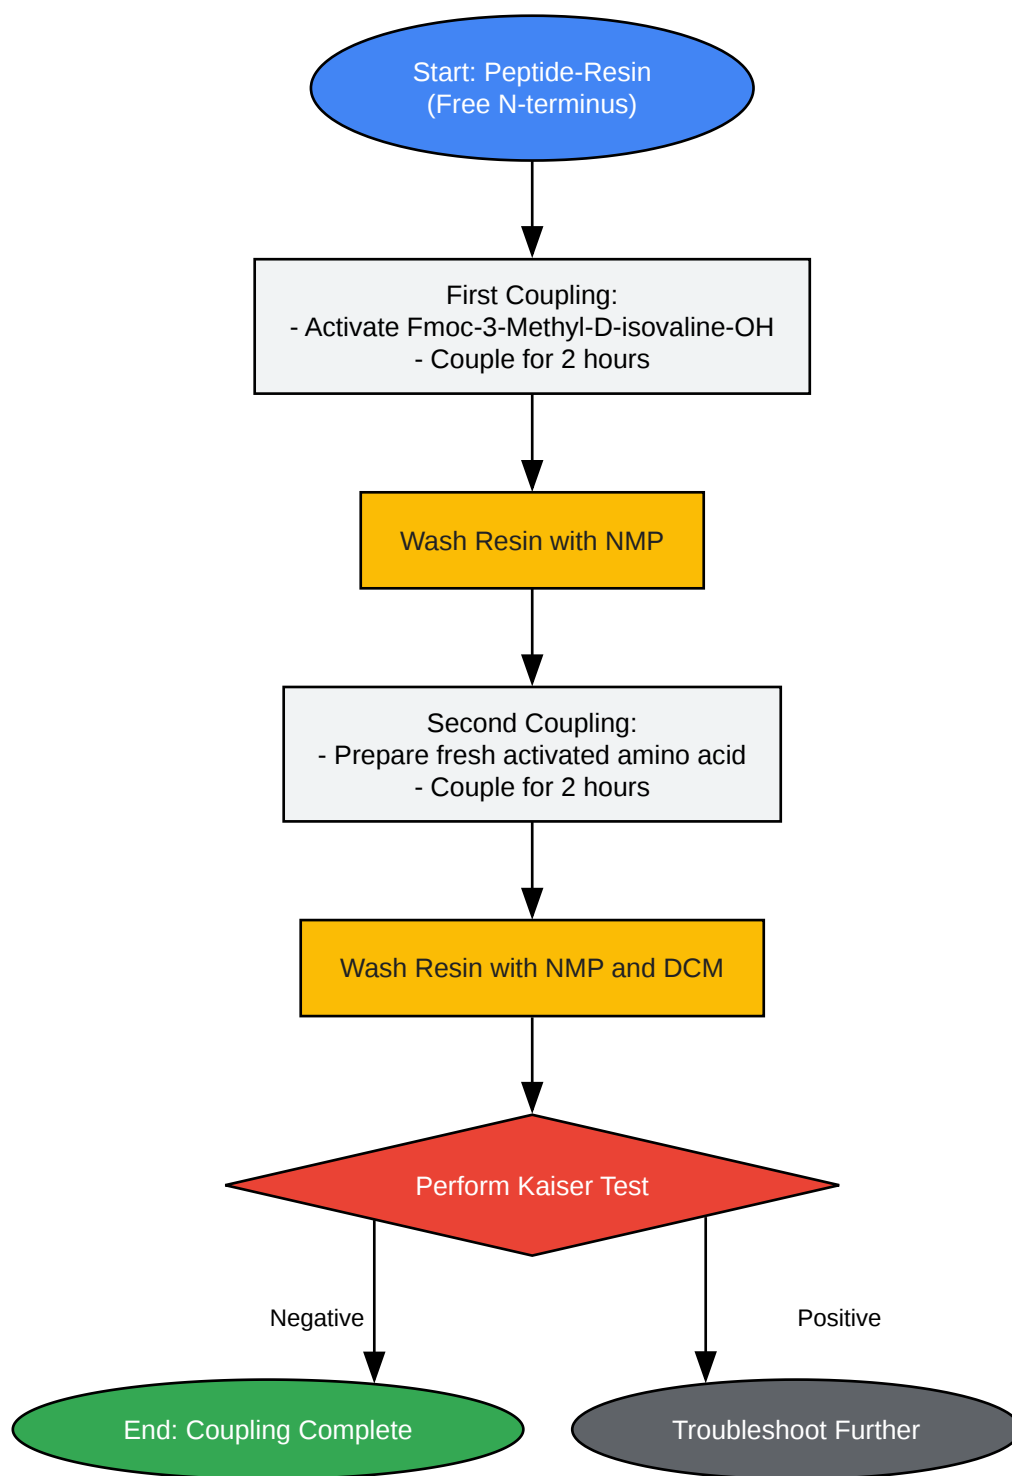 Start: Peptide-Resin
(Free N-terminus)
First Coupling:
- Activate Fmoc-3-Methyl-D-isovaline-OH
- Couple for 2 hours
Wash Resin with NMP
Second Coupling:
- Prepare fresh activated amino acid
- Couple for 2 hours
Wash Resin with NMP and DCM
Perform Kaiser Test
Negative
Positive
End: Coupling Complete
Troubleshoot Further